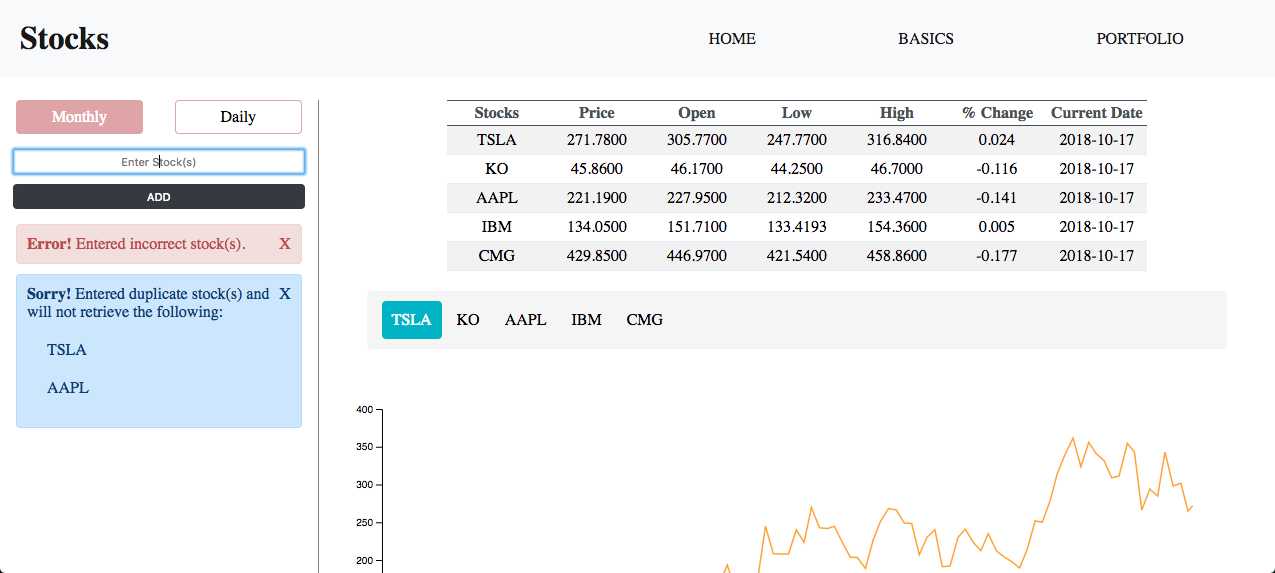 Stocks
HOME BASICS PORTFOLIO
Monthly Daily
Enter Stock(s)
ADD
Error! Entered incorrect stock(s). X
Sorry! Entered duplicate stock(s) and X
will not retrieve the following:
TSLA
AAPL
Stocks Price Open Low High % Change Current Date
TSLA 271.7800 305.7700 247.7700 316.8400 0.024 2018-10-17
KO 45.8600 46.1700 44.2500 46.7000 -0.116 2018-10-17
AAPL 221.1900 227.9500 212.3200 233.4700 -0.141 2018-10-17
IBM 134.0500 151.7100 133.4193 154.3600 0.005 2018-10-17
CMG 429.8500 446.9700 421.5400 458.8600 -0.177 2018-10-17
TSLA KO AAPL IBM CMG
400
350
300
250
200